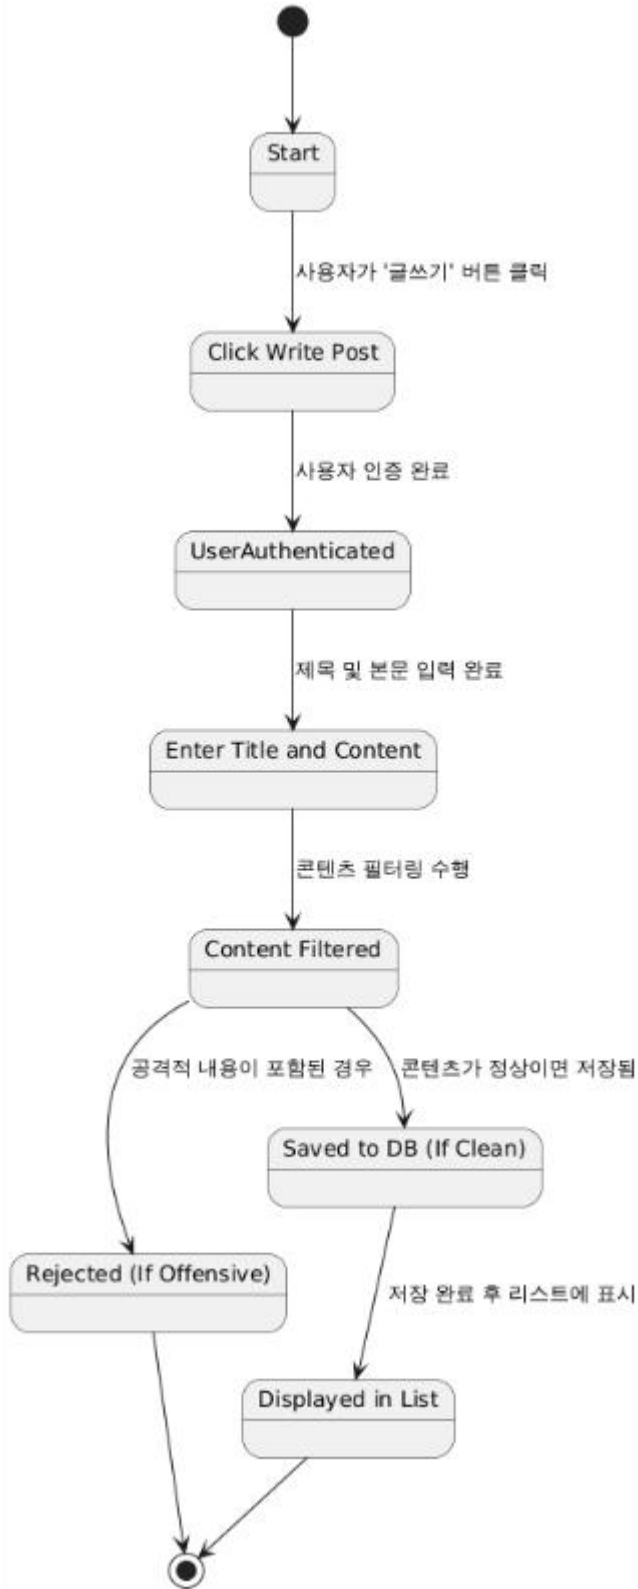 Start
사용자가 '글쓰기' 버튼 클릭
Click Write Post
사용자 인증 완료
UserAuthenticated
제목 및 본문 입력 완료
Enter Title and Content
콘텐츠 필터링 수행
Content Filtered
공격적 내용이 포함된 경우
콘텐츠가 정상이면 저장됨
Saved to DB (If Clean)
Rejected (If Offensive)
저장 완료 후 리스트에 표시
Displayed in List